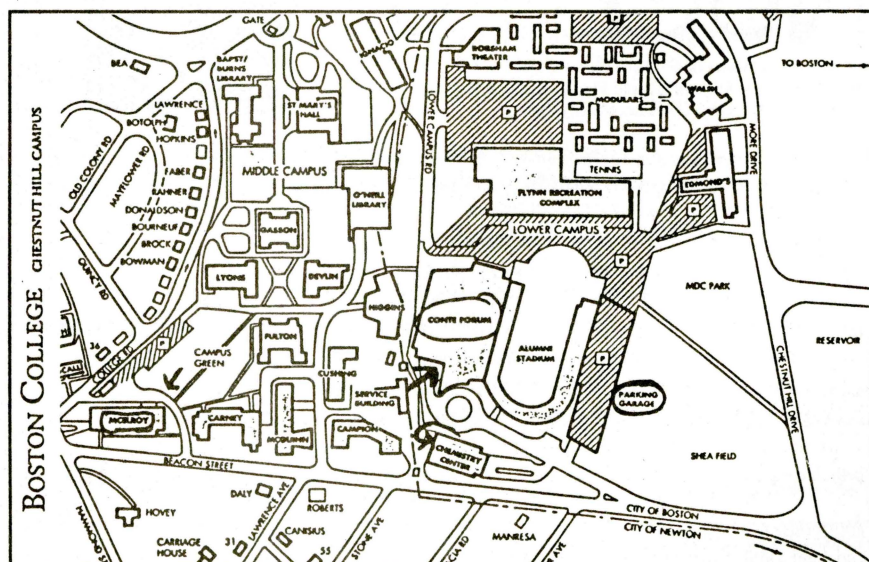 BOSTON COLLEGE CHESTNUT HILL CAMPUS
GATE
BEA
BAPST/
BURNS
LIBRARY
IGNACIO
ROBSHAM
THEATER
TO BOSTON
LAWRENCE
BOTOLPH
HOPKINS
ST MARY'S
HALL
LOWER CAMPUS RD
P
MODULARS
WALSH
MORE DRIVE
OLD COLONY RD
MAYFLOWER RD
FABER
RAHNER
DONALDSON
BOURNEUF
BROCK
BOWMAN
MIDDLE CAMPUS
O'NEILL
LIBRARY
TENNIS
FLYNN RECREATION
COMPLEX
EDMOND'S
P
GASSON
LOWER CAMPUS
P
QUINCY RD
LYONS
DEVLIN
HIGGINS
CONTE FORUM
ALUMNI
STADIUM
MDC PARK
RESERVOIR
36
COLLEGE RD
P
CAMPUS
GREEN
FULTON
CUSHING
SERVICE
BUILDING
P
PARKING
GARAGE
CHESTNUT HILL DRIVE
MCELROY
CARNEY
MCGUINN
CAMPION
CHEMISTRY
CENTER
SHEA FIELD
BEACON STREET
HAMMOND
HOVEY
DALY
LAWRENCE AVE
ROBERTS
CITY OF BOSTON
CITY OF NEWTON
CARRIAGE
HOUSE
31
CANISIUS
55
STONE AVE
MANRESA
AVE